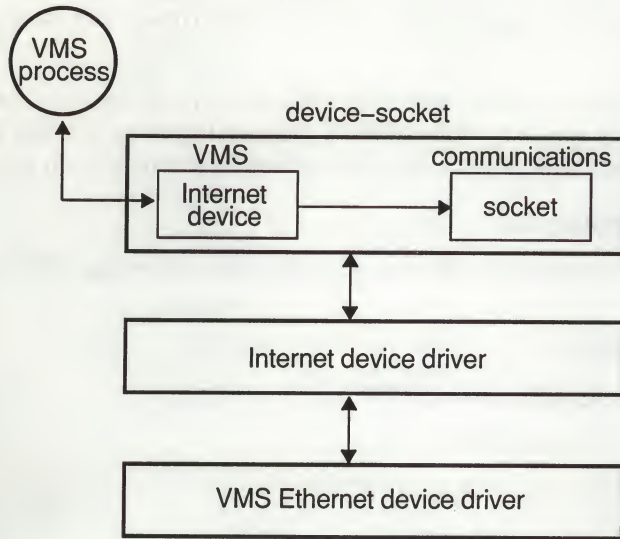 VMS
process
device–socket
VMS
communications
Internet
device
socket
Internet device driver
VMS Ethernet device driver